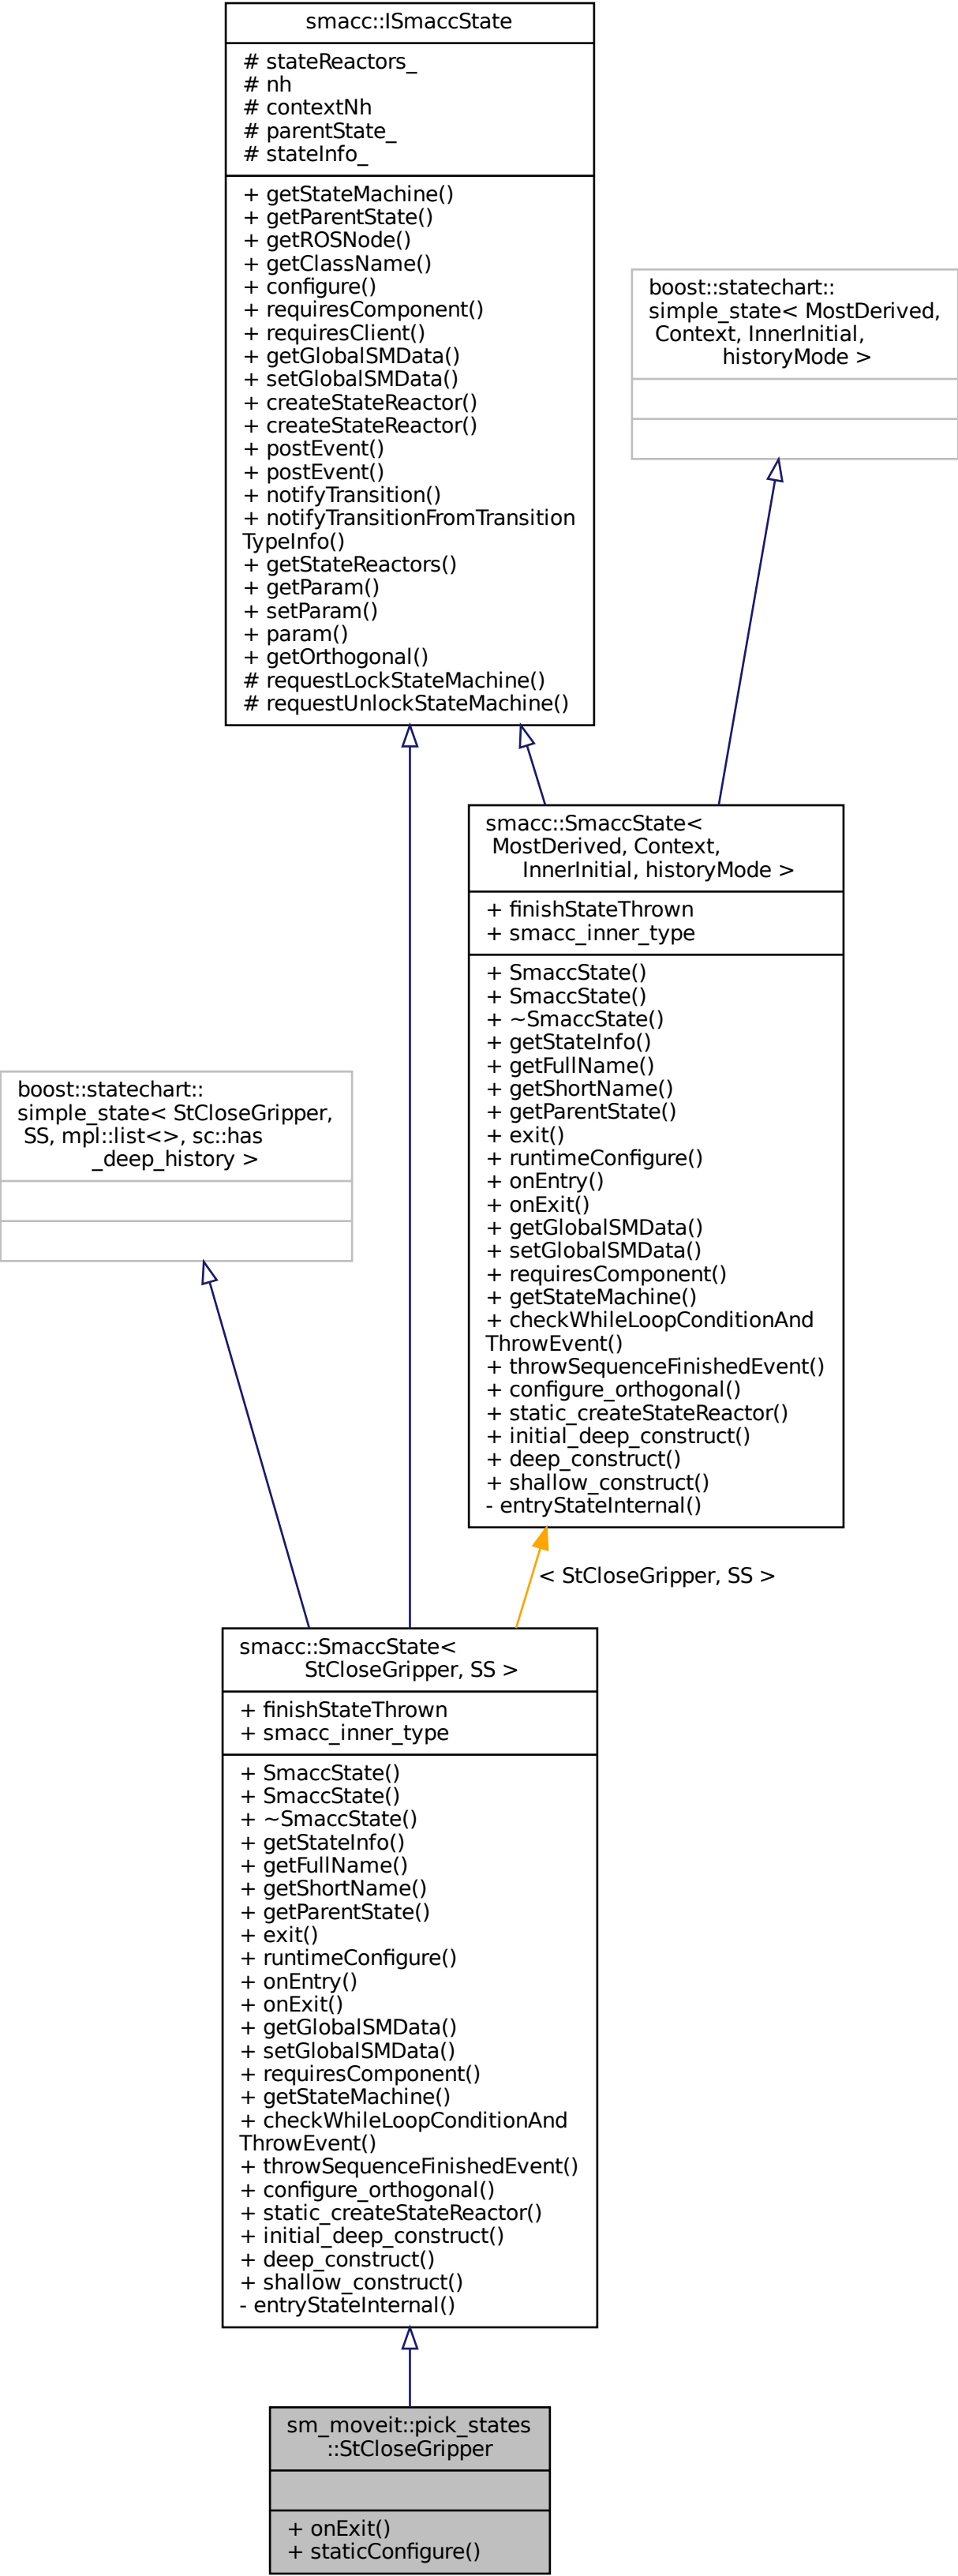 smacc::ISmaccState
# stateReactors_
# nh
# contextNh
# parentState_
# stateInfo_
+ getStateMachine()
+ getParentState()
+ getROSNode()
+ getClassName()
+ configure()
+ requiresComponent()
+ requiresClient()
+ getGlobalSMData()
+ setGlobalSMData()
+ createStateReactor()
+ createStateReactor()
+ postEvent()
+ postEvent()
+ notifyTransition()
+ notifyTransitionFromTransition
TypeInfo()
+ getStateReactors()
+ getParam()
+ setParam()
+ param()
+ getOrthogonal()
# requestLockStateMachine()
# requestUnlockStateMachine()
boost::statechart::
simple_state< MostDerived,
Context, InnerInitial,
historyMode >
smacc::SmaccState<
MostDerived, Context,
InnerInitial, historyMode >
+ finishStateThrown
+ smacc_inner_type
+ SmaccState()
+ SmaccState()
+ ~SmaccState()
+ getStateInfo()
+ getFullName()
+ getShortName()
+ getParentState()
+ exit()
+ runtimeConfigure()
+ onEntry()
+ onExit()
+ getGlobalSMData()
+ setGlobalSMData()
+ requiresComponent()
+ getStateMachine()
+ checkWhileLoopConditionAnd
ThrowEvent()
+ throwSequenceFinishedEvent()
+ configure_orthogonal()
+ static_createStateReactor()
+ initial_deep_construct()
+ deep_construct()
+ shallow_construct()
- entryStateInternal()
boost::statechart::
simple_state< StCloseGripper,
SS, mpl::list<>, sc::has
_deep_history >
< StCloseGripper, SS >
smacc::SmaccState<
StCloseGripper, SS >
+ finishStateThrown
+ smacc_inner_type
+ SmaccState()
+ SmaccState()
+ ~SmaccState()
+ getStateInfo()
+ getFullName()
+ getShortName()
+ getParentState()
+ exit()
+ runtimeConfigure()
+ onEntry()
+ onExit()
+ getGlobalSMData()
+ setGlobalSMData()
+ requiresComponent()
+ getStateMachine()
+ checkWhileLoopConditionAnd
ThrowEvent()
+ throwSequenceFinishedEvent()
+ configure_orthogonal()
+ static_createStateReactor()
+ initial_deep_construct()
+ deep_construct()
+ shallow_construct()
- entryStateInternal()
sm_moveit::pick_states
::StCloseGripper
+ onExit()
+ staticConfigure()